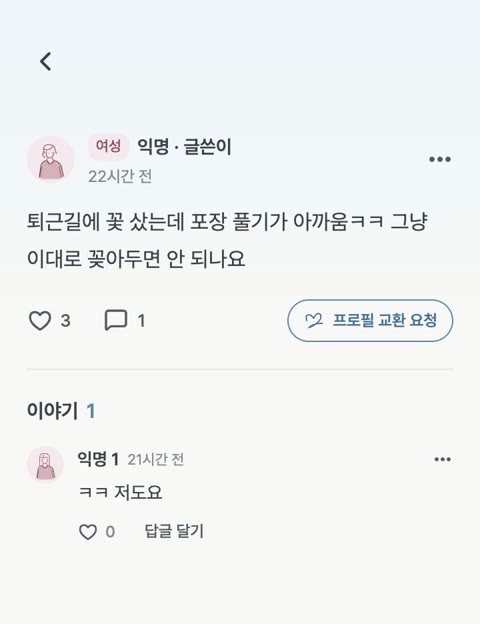 여성 익명 · 글쓴이
22시간 전
퇴근길에 꽃 샀는데 포장 풀기가 아까움ㅋㅋ 그냥
이대로 꽂아두면 안 되나요
3 1 프로필 교환 요청
이야기 1
익명 1 21시간 전
ㅋㅋ 저도요
0 답글 달기